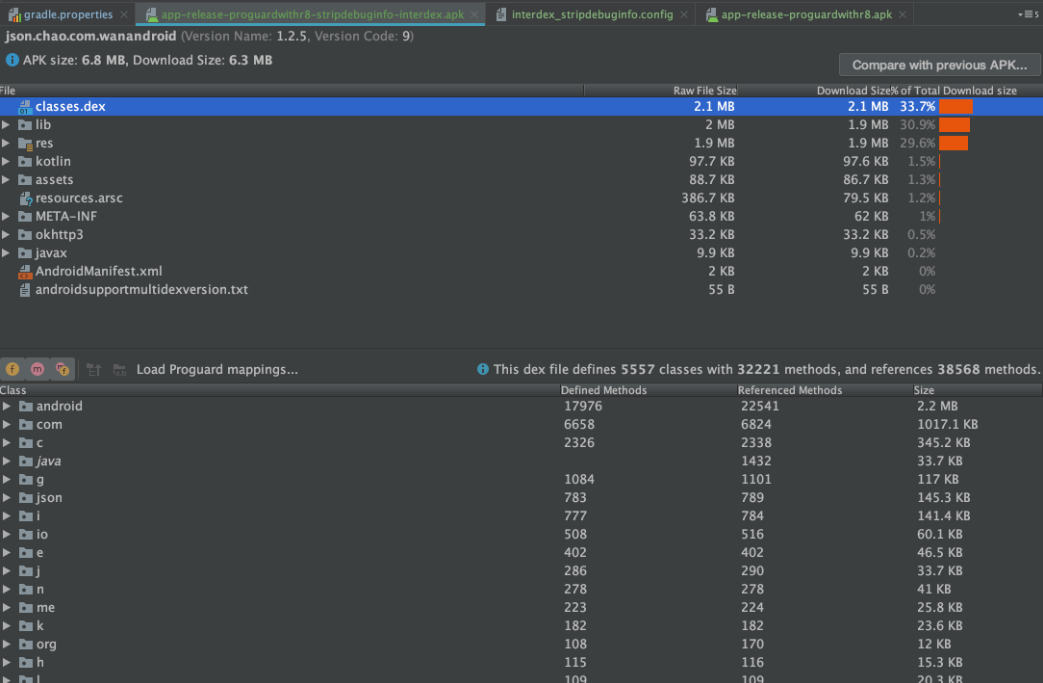 gradle.properties × app-release-proguardwithr8-stripdebuginfo-interdex.apk × interdex_stripdebuginfo.config × app-release-proguardwithr8.apk × 5
json.chao.com.wanandroid (Version Name: 1.2.5, Version Code: 9)
APK size: 6.8 MB, Download Size: 6.3 MB
Compare with previous APK...
File Raw File Size Download Size % of Total Download size
classes.dex 2.1 MB 2.1 MB 33.7%
lib 2 MB 1.9 MB 30.9%
res 1.9 MB 1.9 MB 29.6%
kotlin 97.7 KB 97.6 KB 1.5%
assets 88.7 KB 86.7 KB 1.3%
resources.arsc 386.7 KB 79.5 KB 1.2%
META-INF 63.8 KB 62 KB 1%
okhttp3 33.2 KB 33.2 KB 0.5%
javax 9.9 KB 9.9 KB 0.2%
AndroidManifest.xml 2 KB 2 KB 0%
androidsupportmultidexversion.txt 55 B 55 B 0%
f m Load Proguard mappings... This dex file defines 5557 classes with 32221 methods, and references 38568 methods.
Class Defined Methods Referenced Methods Size
android 17976 22541 2.2 MB
com 6658 6824 1017.1 KB
c 2326 2338 345.2 KB
java 1432 33.7 KB
g 1084 1101 117 KB
json 783 789 145.3 KB
i 777 784 141.4 KB
io 508 516 60.1 KB
e 402 402 46.5 KB
j 286 290 33.7 KB
n 278 278 41 KB
me 223 224 25.8 KB
k 182 182 23.6 KB
org 108 170 12 KB
h 115 116 15.3 KB
l 109 109 20.3 KB